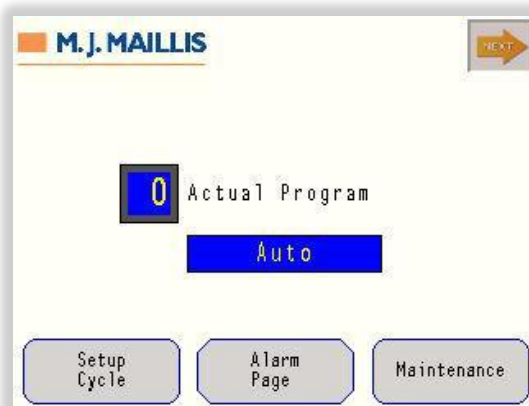 M. J. MAILLIS
NEXT
0 Actual Program
Auto
Setup
Cycle
Alarm
Page
Maintenance